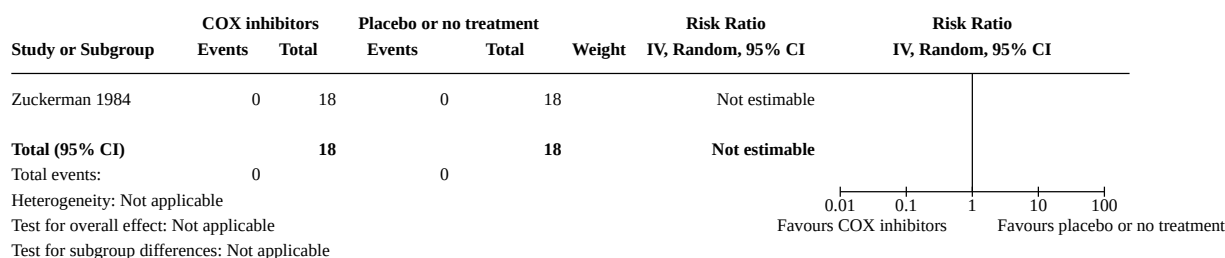 COX inhibitors Placebo or no treatment Risk Ratio Risk Ratio
Study or Subgroup Events Total Events Total Weight IV, Random, 95% CI IV, Random, 95% CI
Zuckerman 1984 0 18 0 18 Not estimable
Total (95% CI) 18 18 Not estimable
Total events: 0 0
Heterogeneity: Not applicable
0.01 0.1 1 10 100
Test for overall effect: Not applicable Favours COX inhibitors Favours placebo or no treatment
Test for subgroup differences: Not applicable